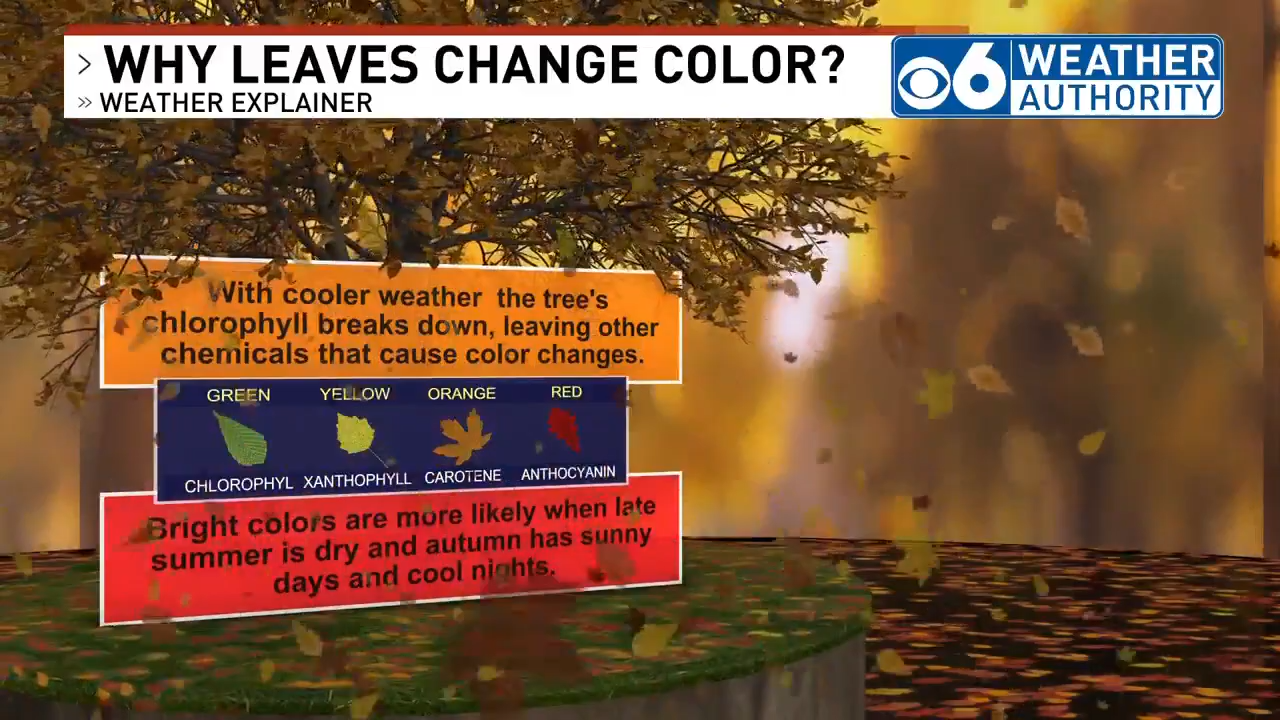 > WHY LEAVES CHANGE COLOR?
» WEATHER EXPLAINER
6 WEATHER
AUTHORITY
With cooler weather the tree's
chlorophyll breaks down, leaving other
chemicals that cause color changes.
GREEN YELLOW ORANGE RED
CHLOROPHYL XANTHOPHYLL CAROTENE ANTHOCYANIN
Bright colors are more likely when late
summer is dry and autumn has sunny
days and cool nights.